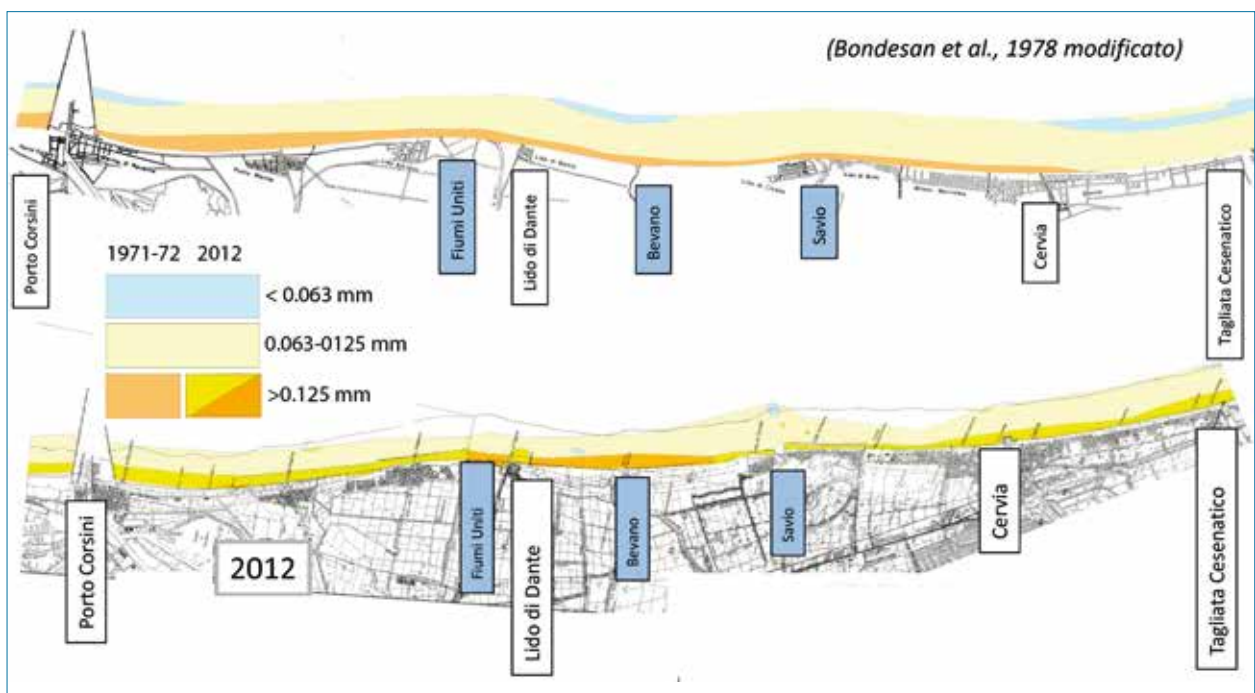 (Bondesan et al., 1978 modificato)
Porto Corsini
Fiumi Uniti
Lido di Dante
Bevano
Savio
Cervia
Tagliata Cesenatico
1971-72 2012
< 0.063 mm
0.063-0125 mm
>0.125 mm
Porto Corsini
2012
Fiumi Uniti
Lido di Dante
Bevano
Savio
Cervia
Tagliata Cesenatico